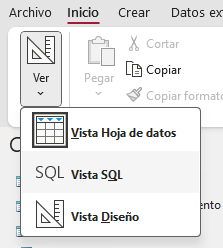 Archivo Inicio Crear Datos ext
Ver
Pegar
Cortar
Copiar
Copiar formato
Vista Hoja de datos
SQL Vista SQL
Vista Diseño